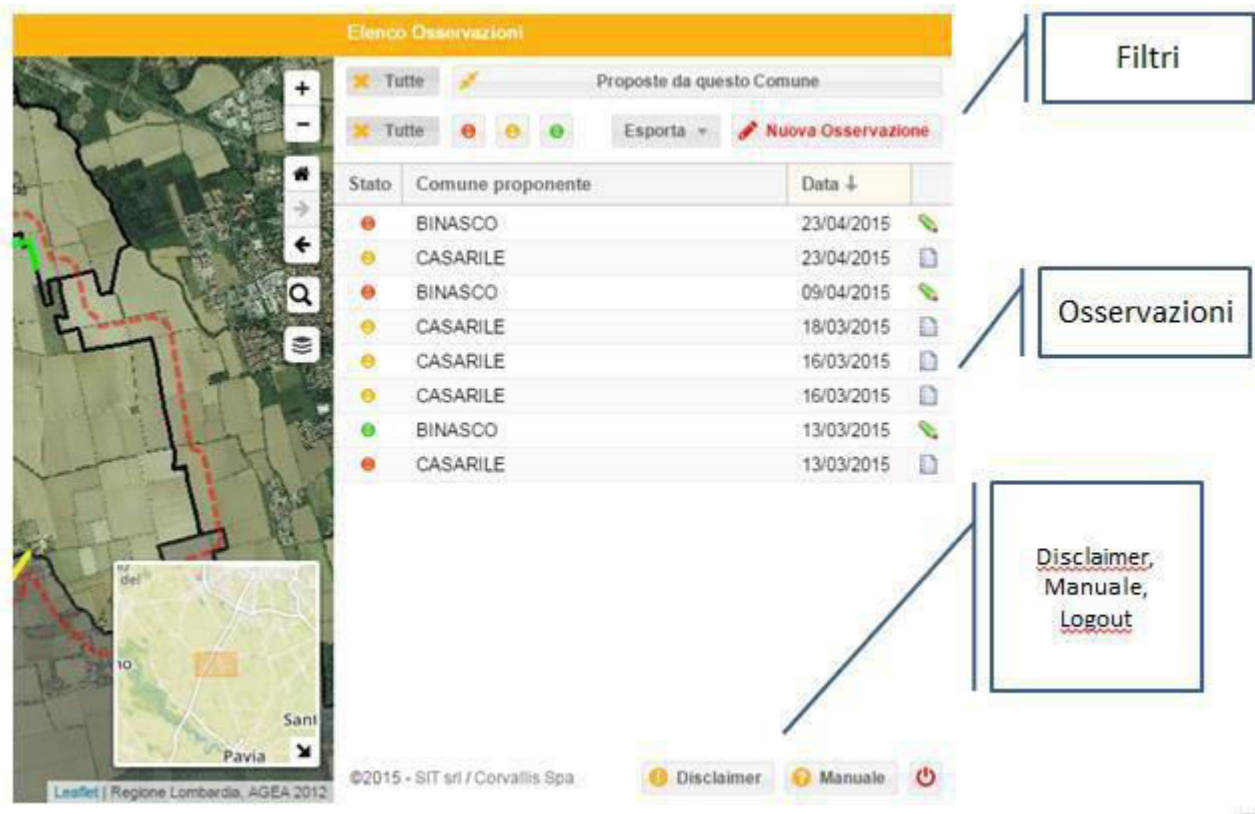 Elenco Osservazioni
Filtri
Tutte
Proposte da questo Comune
Tutte
Esporta
Nuova Osservazione
Stato Comune proponente Data
BINASCO 23/04/2015
CASARILE 23/04/2015
BINASCO 09/04/2015
CASARILE 18/03/2015
CASARILE 16/03/2015
CASARILE 16/03/2015
BINASCO 13/03/2015
CASARILE 13/03/2015
Osservazioni
Disclaimer,
Manuale,
Logout
del
no
Sant
Pavia
Leaflet | Regione Lombardia, AGEA 2012
©2015 - SIT srl / Corvallis Spa
Disclaimer
Manuale